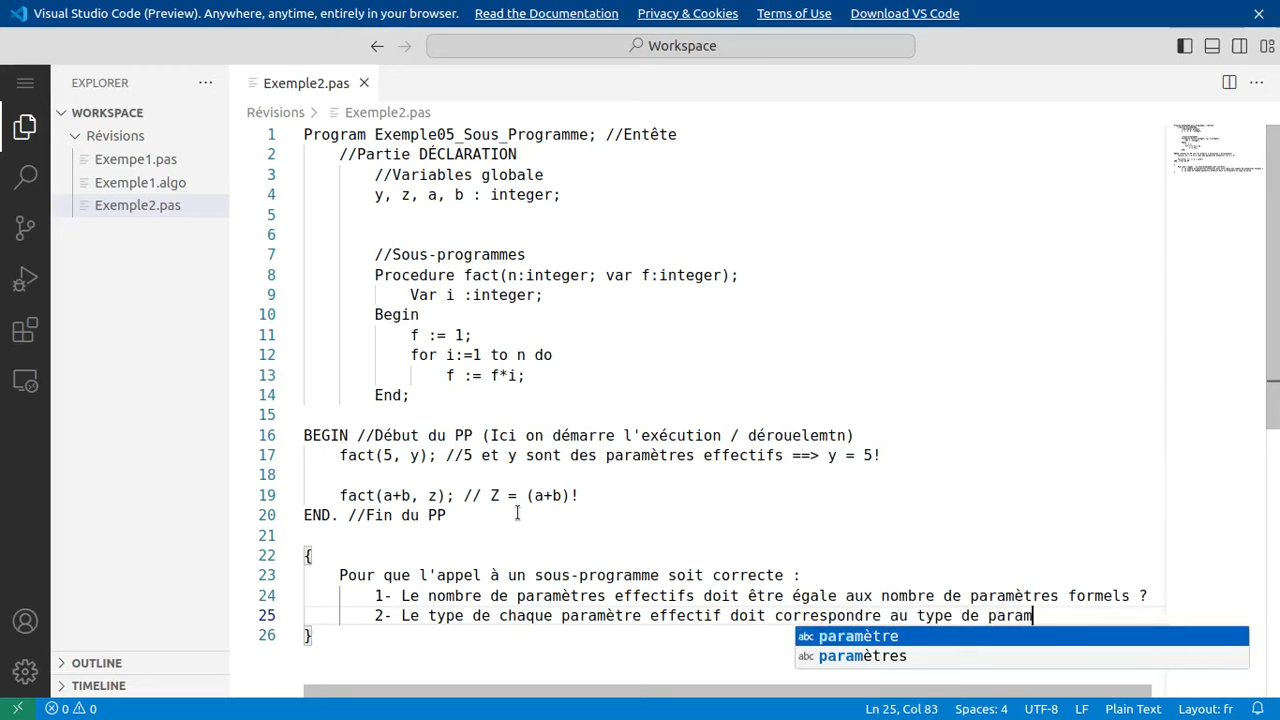 Visual Studio Code (Preview). Anywhere, anytime, entirely in your browser. Read the Documentation Privacy & Cookies Terms of Use Download VS Code
Workspace
EXPLORER
WORKSPACE
Révisions
Exempe1.pas
Exemple1.algo
Exemple2.pas
OUTLINE
TIMELINE
Exemple2.pas
Révisions > Exemple2.pas
1 Program Exemple05_Sous_Programme; //Entête
2 //Partie DÉCLARATION
3 //Variables globale
4 y, z, a, b : integer;
5
6
7 //Sous-programmes
8 Procedure fact(n:integer; var f:integer);
9 Var i :integer;
10 Begin
11 f := 1;
12 for i:=1 to n do
13 f := f*i;
14 End;
15
16 BEGIN //Début du PP (Ici on démarre l'exécution / dérouelemtn)
17 fact(5, y); //5 et y sont des paramètres effectifs ==> y = 5!
18
19 fact(a+b, z); // Z = (a+b)!
20 END. //Fin du PP
21
22 {
23 Pour que l'appel à un sous-programme soit correcte :
24 1- Le nombre de paramètres effectifs doit être égale aux nombre de paramètres formels ?
25 2- Le type de chaque paramètre effectif doit correspondre au type de param
26 }
abc paramètre
abc paramètres
0 0 Ln 25, Col 83 Spaces: 4 UTF-8 LF Plain Text Layout: fr